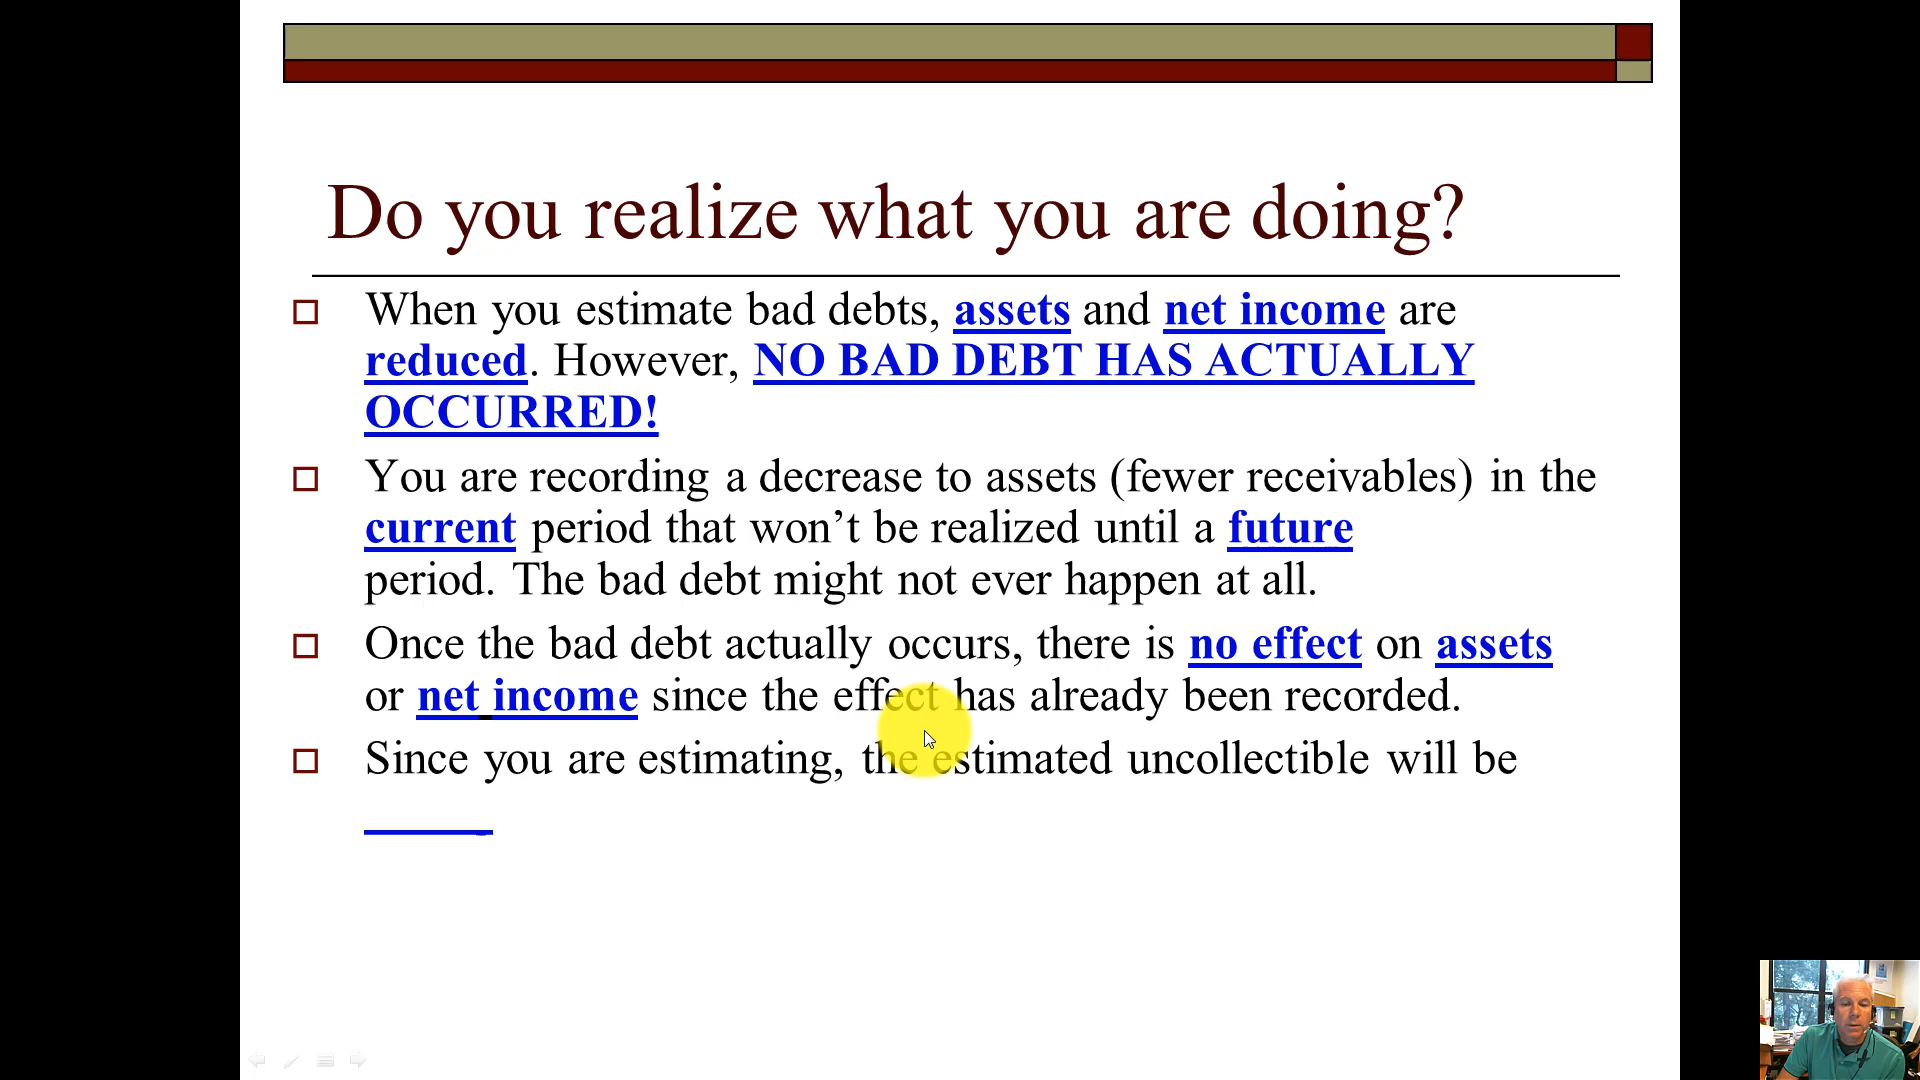 Do you realize what you are doing?
When you estimate bad debts, assets and net income are
reduced. However, NO BAD DEBT HAS ACTUALLY
OCCURRED!
You are recording a decrease to assets (fewer receivables) in the
current period that won’t be realized until a future
period. The bad debt might not ever happen at all.
Once the bad debt actually occurs, there is no effect on assets
or net income since the effect has already been recorded.
Since you are estimating, the estimated uncollectible will be